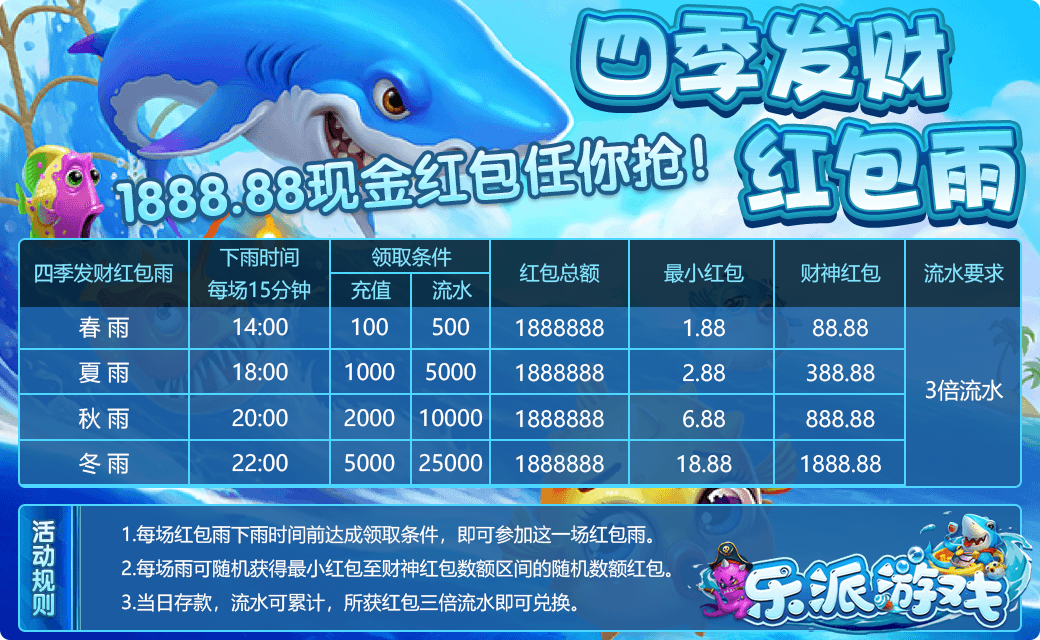 四季发财
红包雨
1888.88现金红包任你抢！
四季发财红包雨 下雨时间 每场15分钟 领取条件 充值 流水 红包总额 最小红包 财神红包 流水要求
春雨 14:00 100 500 1888888 1.88 88.88
夏雨 18:00 1000 5000 1888888 2.88 388.88
秋雨 20:00 2000 10000 1888888 6.88 888.88
冬雨 22:00 5000 25000 1888888 18.88 1888.88
3倍流水
活动规则
1.每场红包雨下雨时间前达成领取条件，即可参加这一场红包雨。
2.每场雨可随机获得最小红包至财神红包数额区间的随机数额红包。
3.当日存款，流水可累计，所获红包三倍流水即可兑换。
乐派游戏